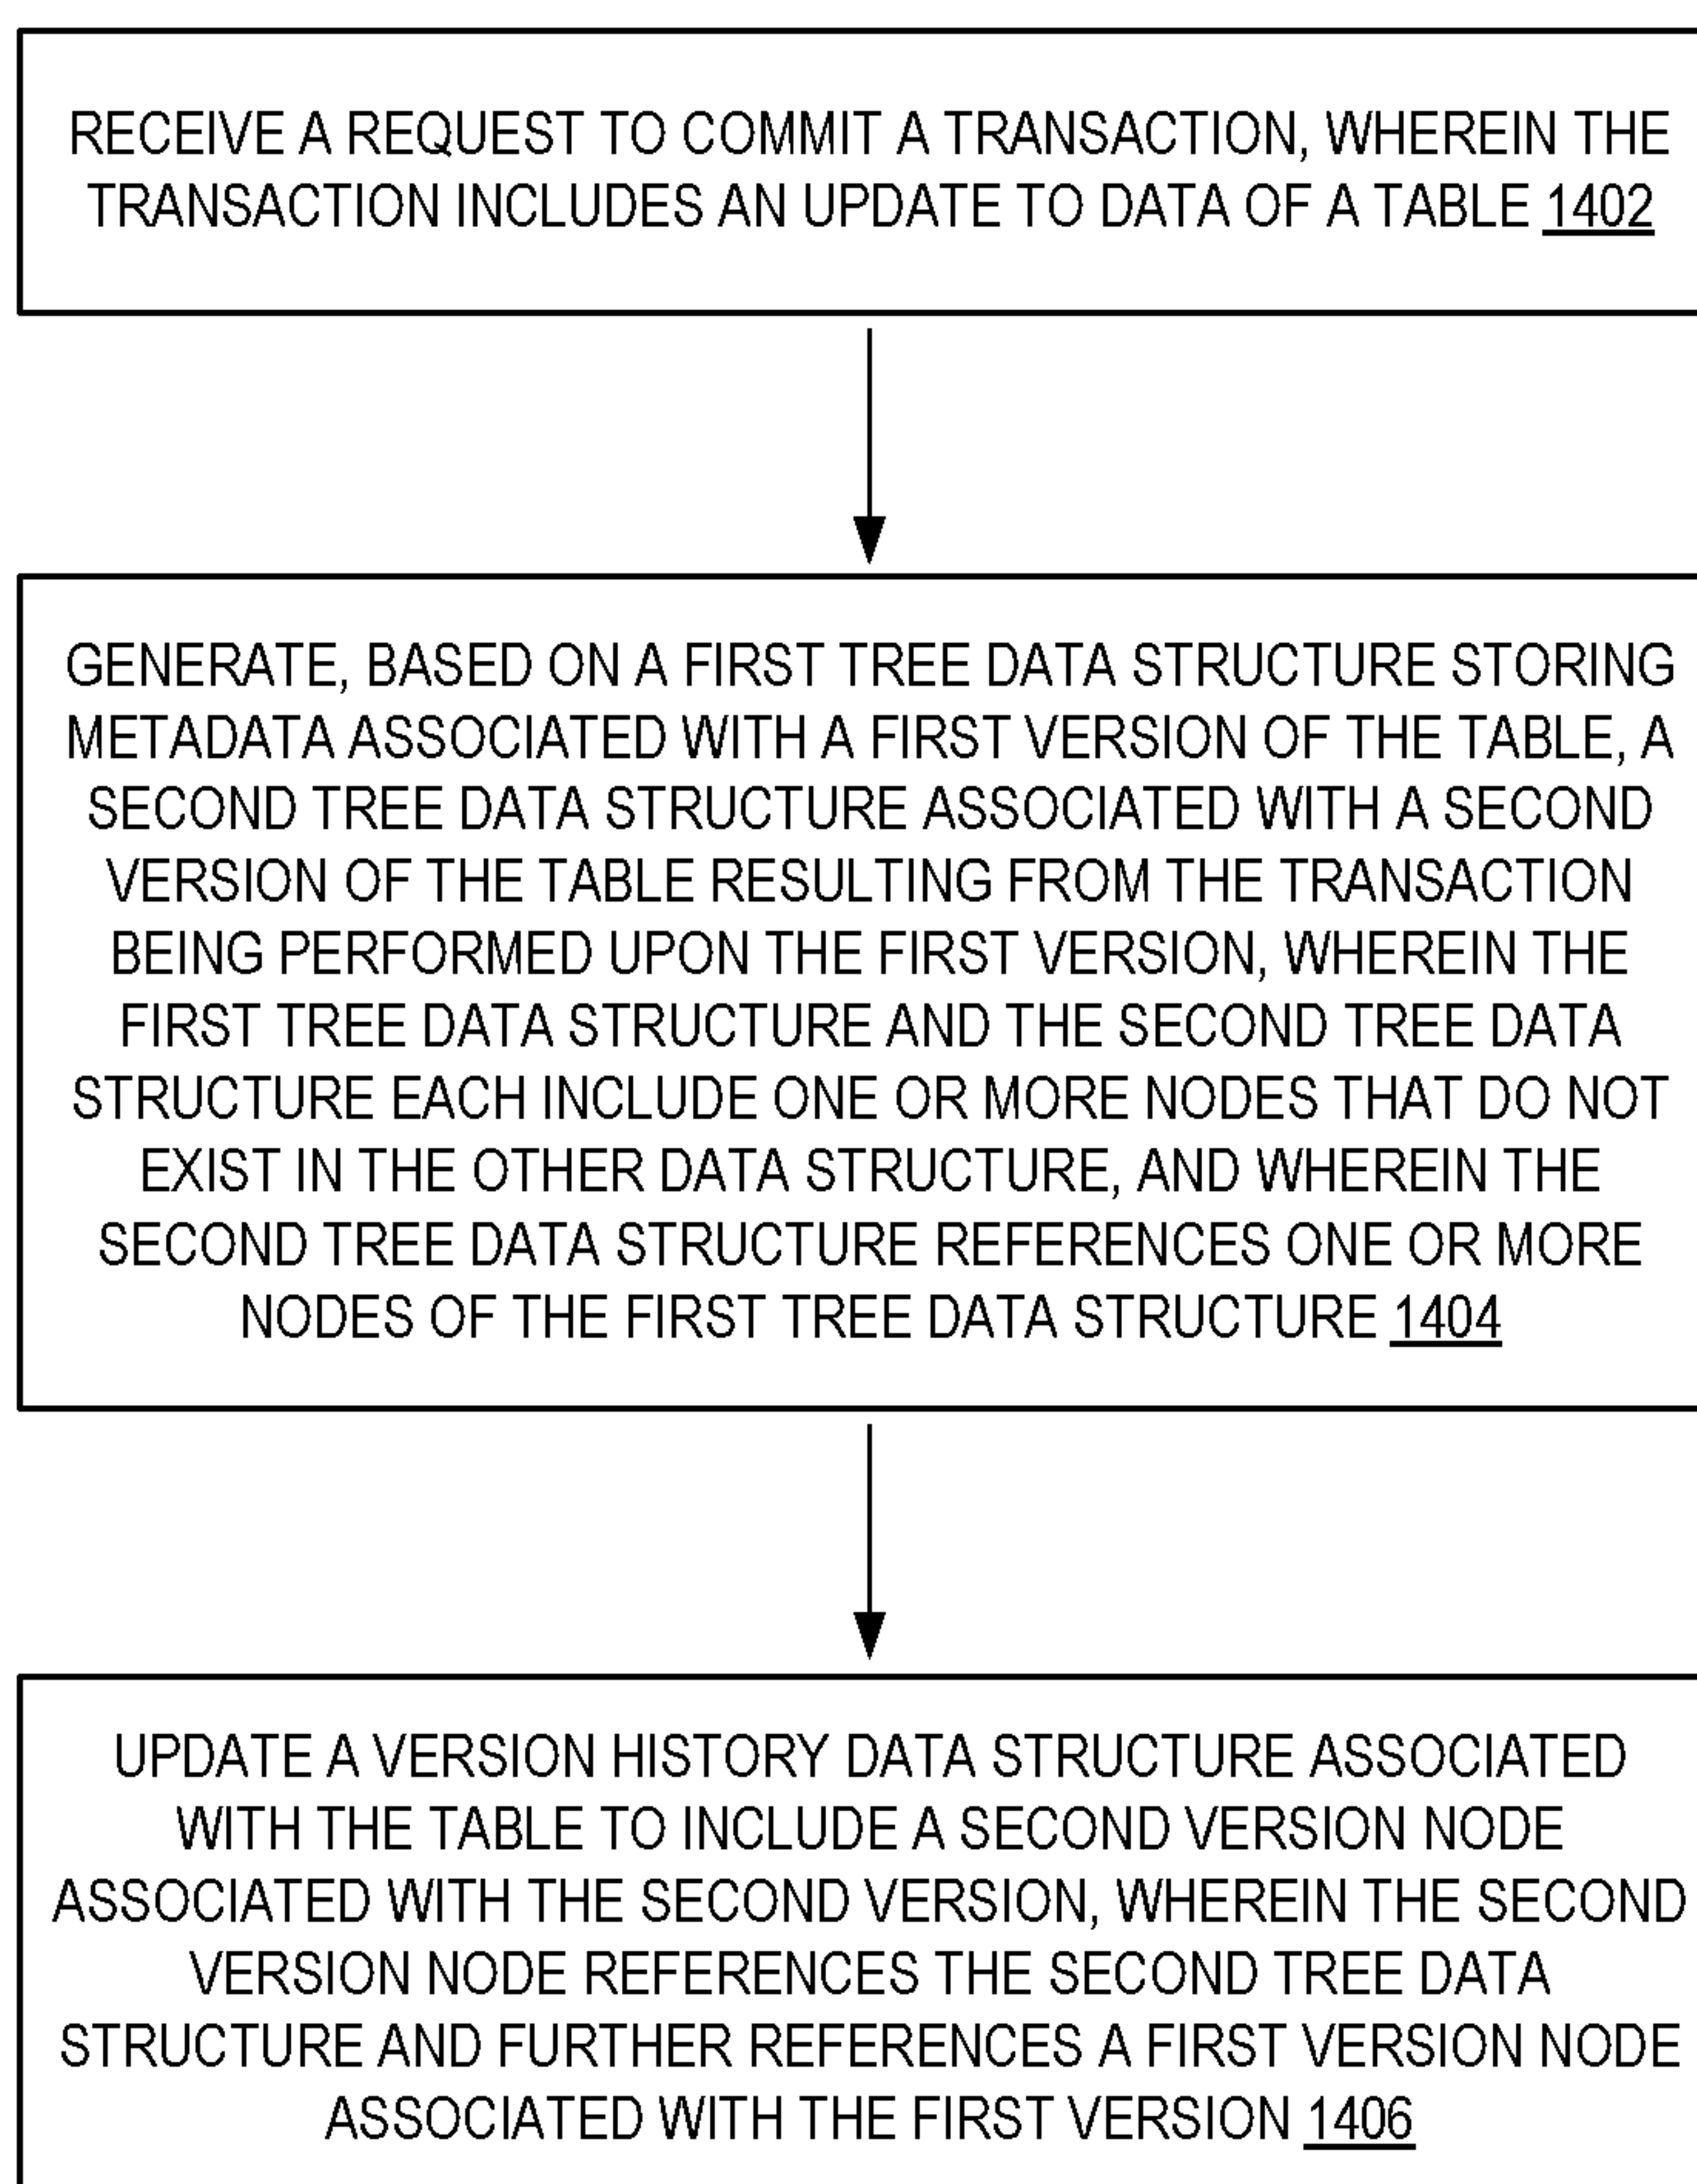 RECEIVE A REQUEST TO COMMIT A TRANSACTION, WHEREIN THE
TRANSACTION INCLUDES AN UPDATE TO DATA OF A TABLE 1402
GENERATE, BASED ON A FIRST TREE DATA STRUCTURE STORING
METADATA ASSOCIATED WITH A FIRST VERSION OF THE TABLE, A
SECOND TREE DATA STRUCTURE ASSOCIATED WITH A SECOND
VERSION OF THE TABLE RESULTING FROM THE TRANSACTION
BEING PERFORMED UPON THE FIRST VERSION, WHEREIN THE
FIRST TREE DATA STRUCTURE AND THE SECOND TREE DATA
STRUCTURE EACH INCLUDE ONE OR MORE NODES THAT DO NOT
EXIST IN THE OTHER DATA STRUCTURE, AND WHEREIN THE
SECOND TREE DATA STRUCTURE REFERENCES ONE OR MORE
NODES OF THE FIRST TREE DATA STRUCTURE 1404
UPDATE A VERSION HISTORY DATA STRUCTURE ASSOCIATED
WITH THE TABLE TO INCLUDE A SECOND VERSION NODE
ASSOCIATED WITH THE SECOND VERSION, WHEREIN THE SECOND
VERSION NODE REFERENCES THE SECOND TREE DATA
STRUCTURE AND FURTHER REFERENCES A FIRST VERSION NODE
ASSOCIATED WITH THE FIRST VERSION 1406